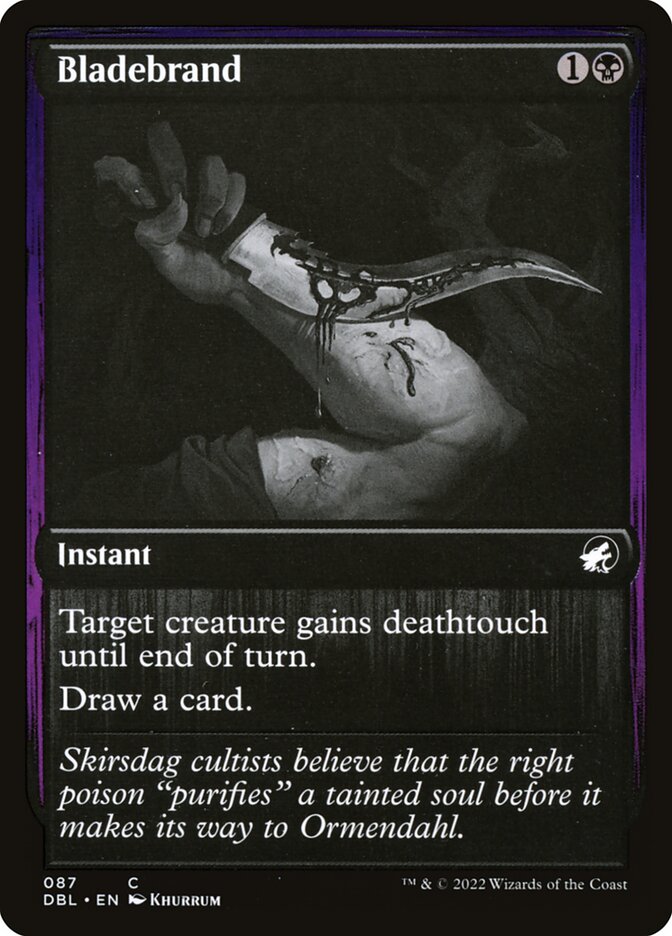 Bladebrand 1
Instant
Target creature gains deathtouch
until end of turn.
Draw a card.
Skirsdag cultists believe that the right
poison “purifies” a tainted soul before it
makes its way to Ormendahl.
087 C
DBL • EN KHURRUM
™ & © 2022 Wizards of the Coast